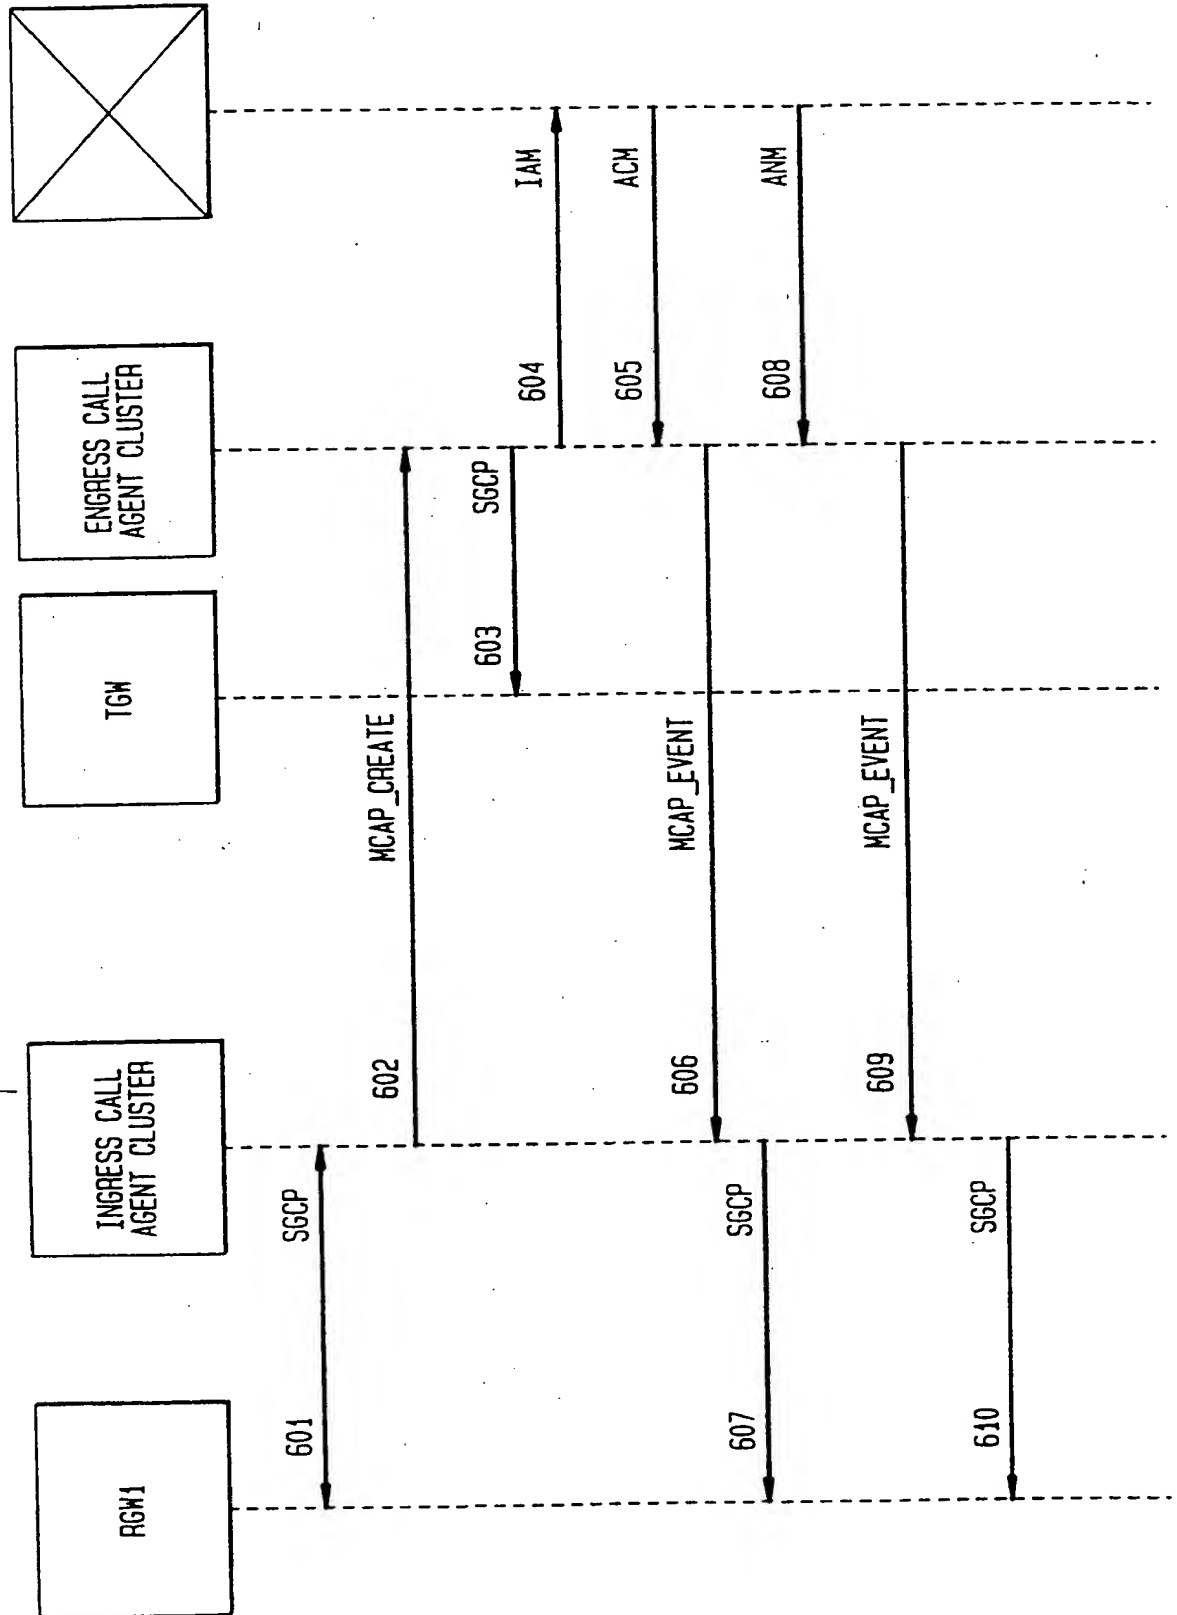 RGW1
INGRESS CALL
AGENT CLUSTER
TGW
ENGRESS CALL
AGENT CLUSTER
601
SGCP
602
MCAP_CREATE
603
SGCP
604
IAM
605
ACM
606
MCAP_EVENT
607
SGCP
608
ANM
609
MCAP_EVENT
610
SGCP